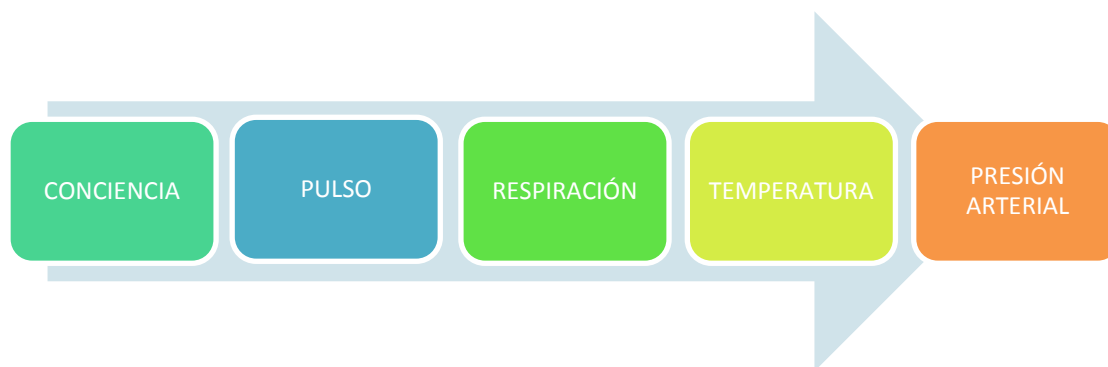 CONCIENCIA
PULSO
RESPIRACIÓN
TEMPERATURA
PRESIÓN
ARTERIAL